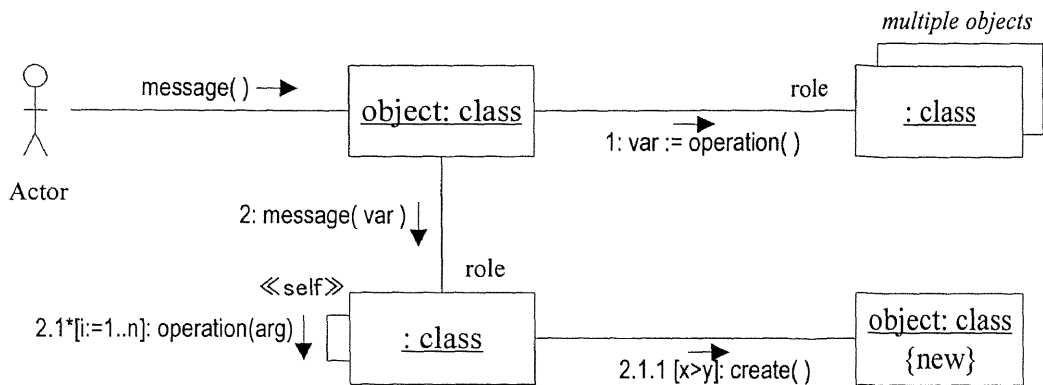 multiple objects
message( )
role
object: class
: class
1: var := operation( )
Actor
2: message( var )
role
≪self≫
2.1*[i:=1..n]: operation(arg)
: class
object: class
{new}
2.1.1 [x>y]: create( )